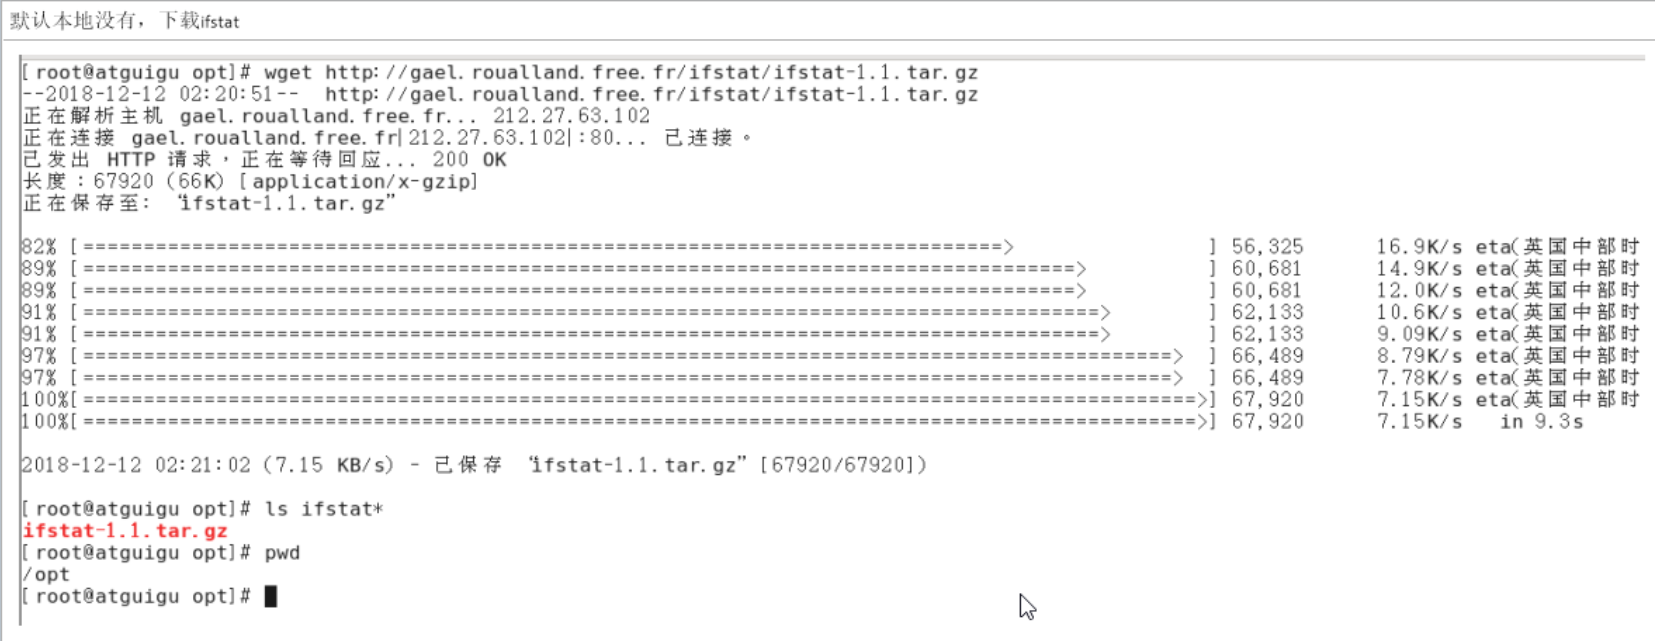 默认本地没有，下载ifstat
[root@atguigu opt]# wget http://gael.roualland.free.fr/ifstat/ifstat-1.1.tar.gz
--2018-12-12 02:20:51--  http://gael.roualland.free.fr/ifstat/ifstat-1.1.tar.gz
正在解析主机 gael.roualland.free.fr... 212.27.63.102
正在连接 gael.roualland.free.fr|212.27.63.102|:80... 已连接。
已发出 HTTP 请求，正在等待回应... 200 OK
长度：67920 (66K) [application/x-gzip]
正在保存至: “ifstat-1.1.tar.gz”
82% [============================================================================>                ] 56,325      16.9K/s eta(英国中部时
89% [==================================================================================>          ] 60,681      14.9K/s eta(英国中部时
89% [==================================================================================>          ] 60,681      12.0K/s eta(英国中部时
91% [====================================================================================>        ] 62,133      10.6K/s eta(英国中部时
91% [====================================================================================>        ] 62,133      9.09K/s eta(英国中部时
97% [==========================================================================================>  ] 66,489      8.79K/s eta(英国中部时
97% [==========================================================================================>  ] 66,489      7.78K/s eta(英国中部时
100%[============================================================================================>] 67,920      7.15K/s eta(英国中部时
100%[============================================================================================>] 67,920      7.15K/s   in 9.3s
2018-12-12 02:21:02 (7.15 KB/s) - 已保存 “ifstat-1.1.tar.gz” [67920/67920])
[root@atguigu opt]# ls ifstat*
ifstat-1.1.tar.gz
[root@atguigu opt]# pwd
/opt
[root@atguigu opt]#